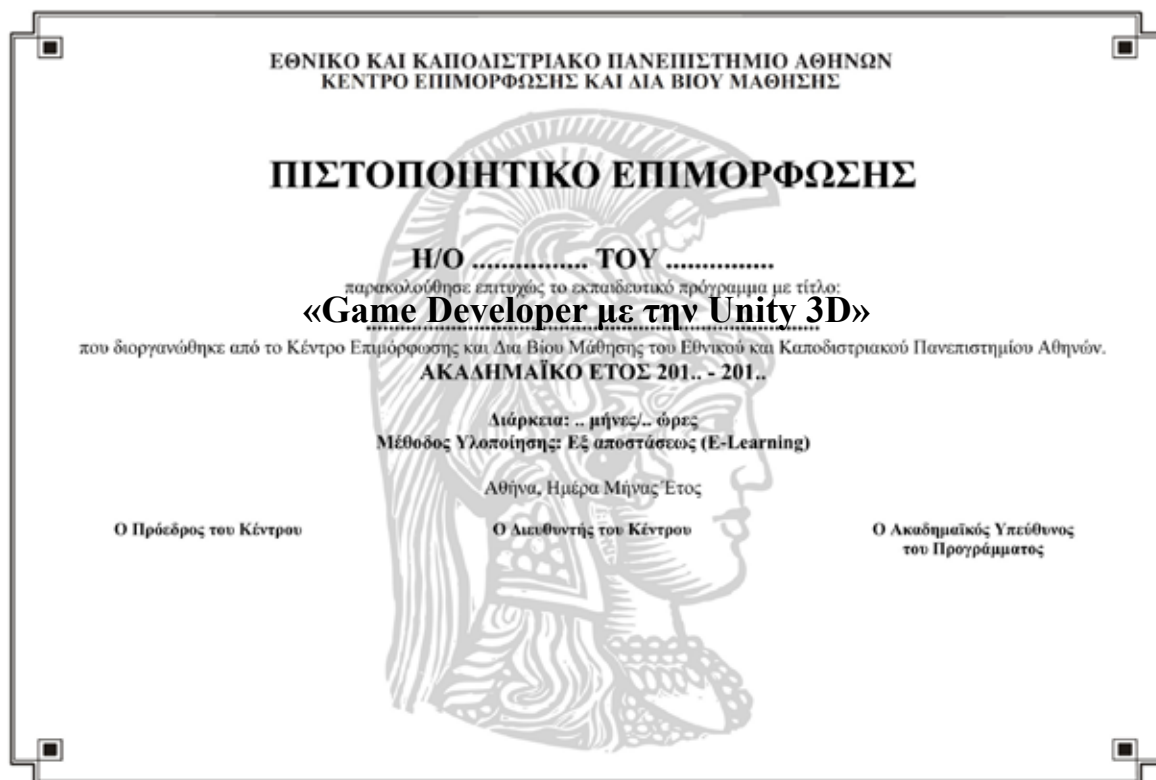 ΕΘΝΙΚΟ ΚΑΙ ΚΑΠΟΔΙΣΤΡΙΑΚΟ ΠΑΝΕΠΙΣΤΗΜΙΟ ΑΘΗΝΩΝ
ΚΕΝΤΡΟ ΕΠΙΜΟΡΦΩΣΗΣ ΚΑΙ ΔΙΑ ΒΙΟΥ ΜΑΘΗΣΗΣ
ΠΙΣΤΟΠΟΙΗΤΙΚΟ ΕΠΙΜΟΡΦΩΣΗΣ
Η/Ο ................ ΤΟΥ ...............
παρακολούθησε επιτυχώς το εκπαιδευτικό πρόγραμμα με τίτλο:
«Game Developer με την Unity 3D»
που διοργανώθηκε από το Κέντρο Επιμόρφωσης και Δια Βίου Μάθησης του Εθνικού και Καποδιστριακού Πανεπιστημίου Αθηνών.
ΑΚΑΔΗΜΑΪΚΟ ΕΤΟΣ 201.. - 201..
Διάρκεια: .. μήνες/.. ώρες
Μέθοδος Υλοποίησης: Εξ αποστάσεως (E-Learning)
Αθήνα, Ημέρα Μήνας Έτος
Ο Πρόεδρος του Κέντρου Ο Διευθυντής του Κέντρου Ο Ακαδημαϊκός Υπεύθυνος
του Προγράμματος